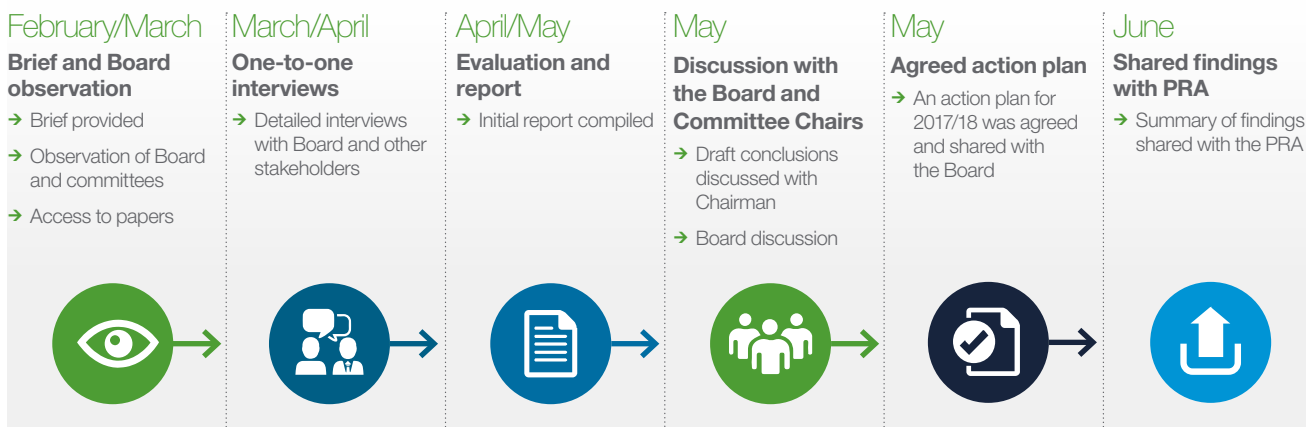 February/March
Brief and Board
observation
→ Brief provided
→ Observation of Board
and committees
→ Access to papers
March/April
One-to-one
interviews
→ Detailed interviews
with Board and other
stakeholders
April/May
Evaluation and
report
→ Initial report compiled
May
Discussion with
the Board and
Committee Chairs
→ Draft conclusions
discussed with
Chairman
→ Board discussion
May
Agreed action plan
→ An action plan for
2017/18 was agreed
and shared with
the Board
June
Shared findings
with PRA
→ Summary of findings
shared with the PRA